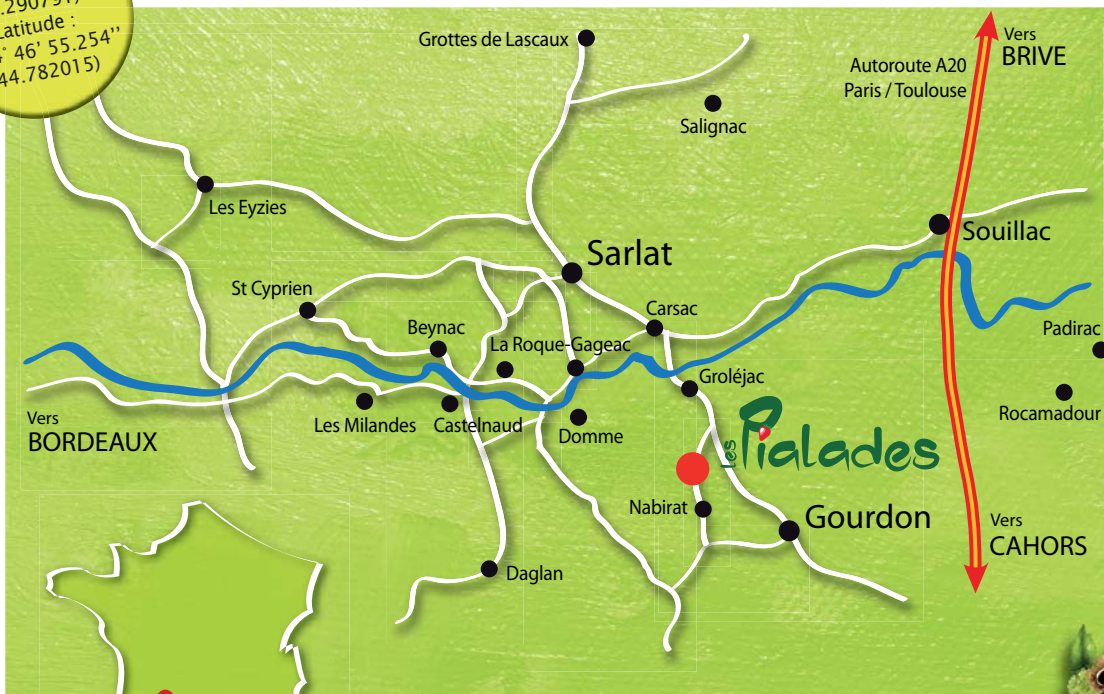 .290791)
Latitude :
° 46’ 55.254’’
44.782015)
Grottes de Lascaux
Vers
BRIVE
Autoroute A20
Paris / Toulouse
Salignac
Les Eyzies
Souillac
Sarlat
St Cyprien
Carsac
Beynac
La Roque-Gageac
Padirac
Groléjac
Rocamadour
Vers
BORDEAUX
Les Milandes
Castelnaud
Domme
Les Pialades
Nabirat
Gourdon
Vers
CAHORS
Daglan